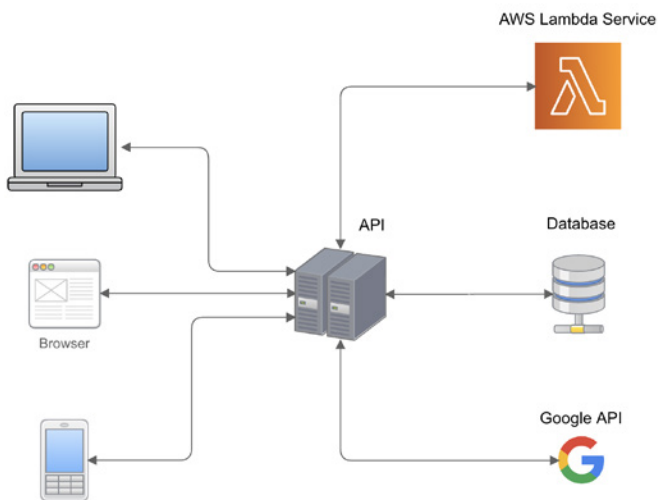 AWS Lambda Service
API
Database
Browser
Google API